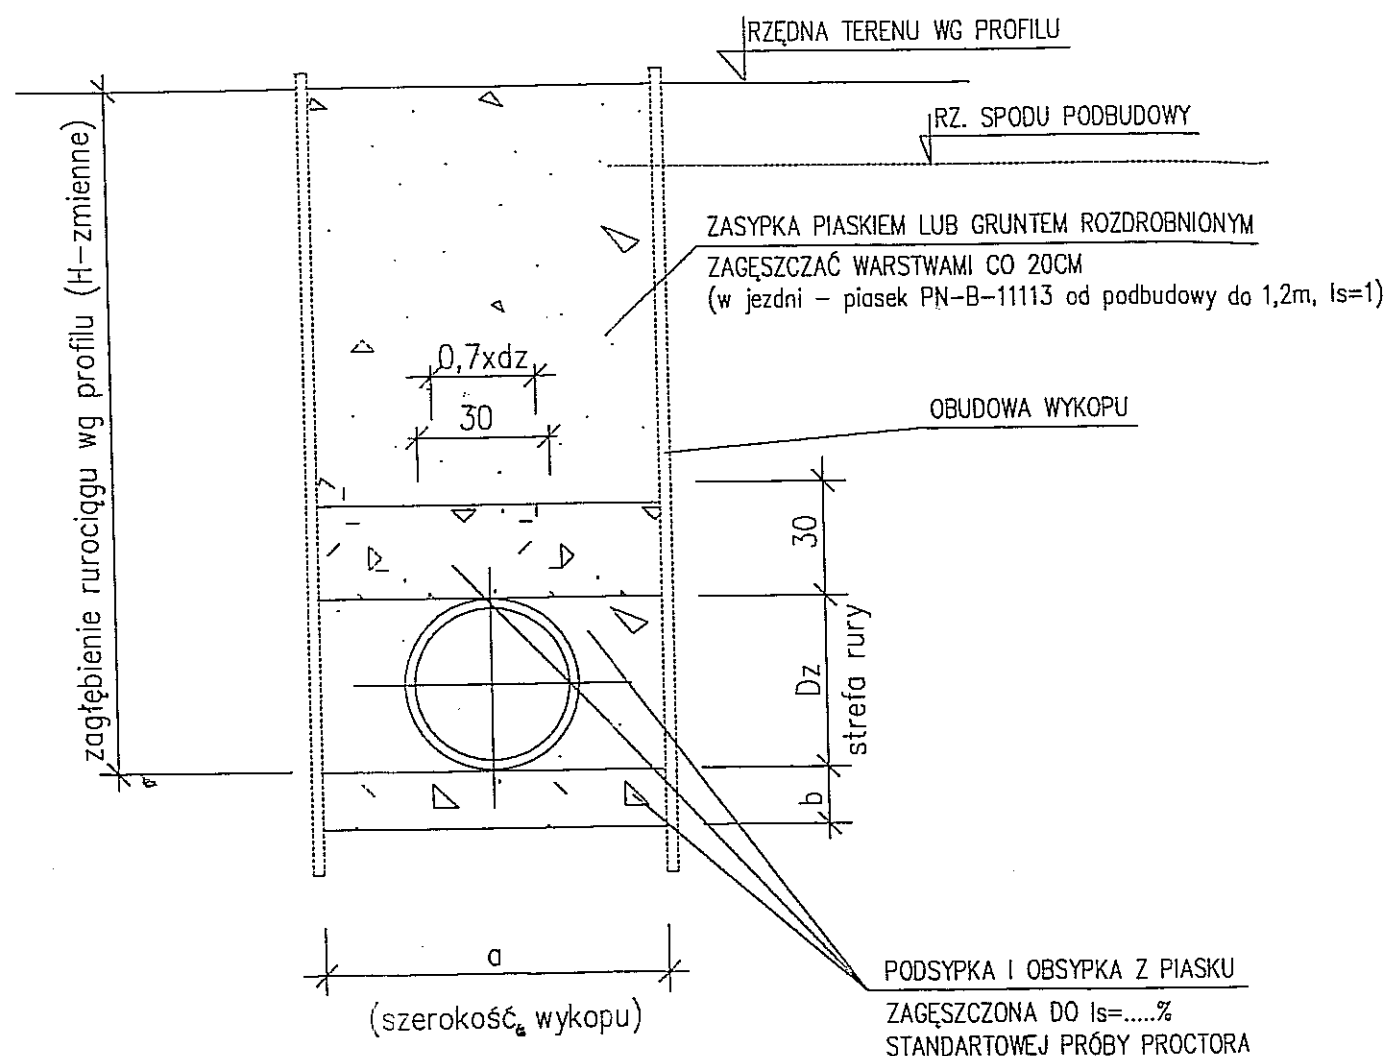 RZĘDNA TERENU WG PROFILU
RZ. SPODU PODBUDOWY
ZASYPKA PIASKIEM LUB GRUNTEM ROZDROBNIONYM
ZAGĘSZCZAĆ WARSTWAMI CO 20CM
(w jezdni – piasek PN-B-11113 od podbudowy do 1,2m, Is=1)
zagłębienie rurociągu wg profilu (H-zmienne)
0,7xdz
30
OBUDOWA WYKOPU
30
Dz
strefa rury
b
a
(szerokość wykopu)
PODSYPKA I OBSYPKA Z PIASKU
ZAGĘSZCZONA DO Is=.....%
STANDARTOWEJ PRÓBY PROCTORA